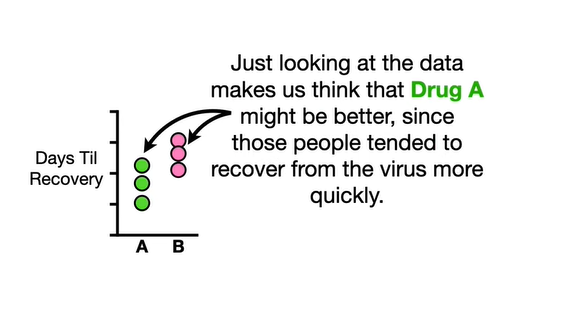 Just looking at the data
makes us think that Drug A
might be better, since
those people tended to
recover from the virus more
quickly.
Days Til
Recovery
A B